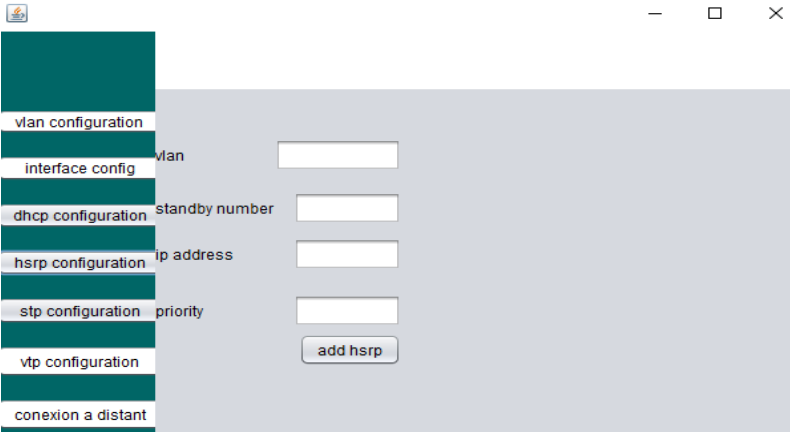 vlan configuration
vlan
interface config
standby number
dhcp configuration
ip address
hsrp configuration
stp configuration
priority
add hsrp
vtp configuration
conexion a distant